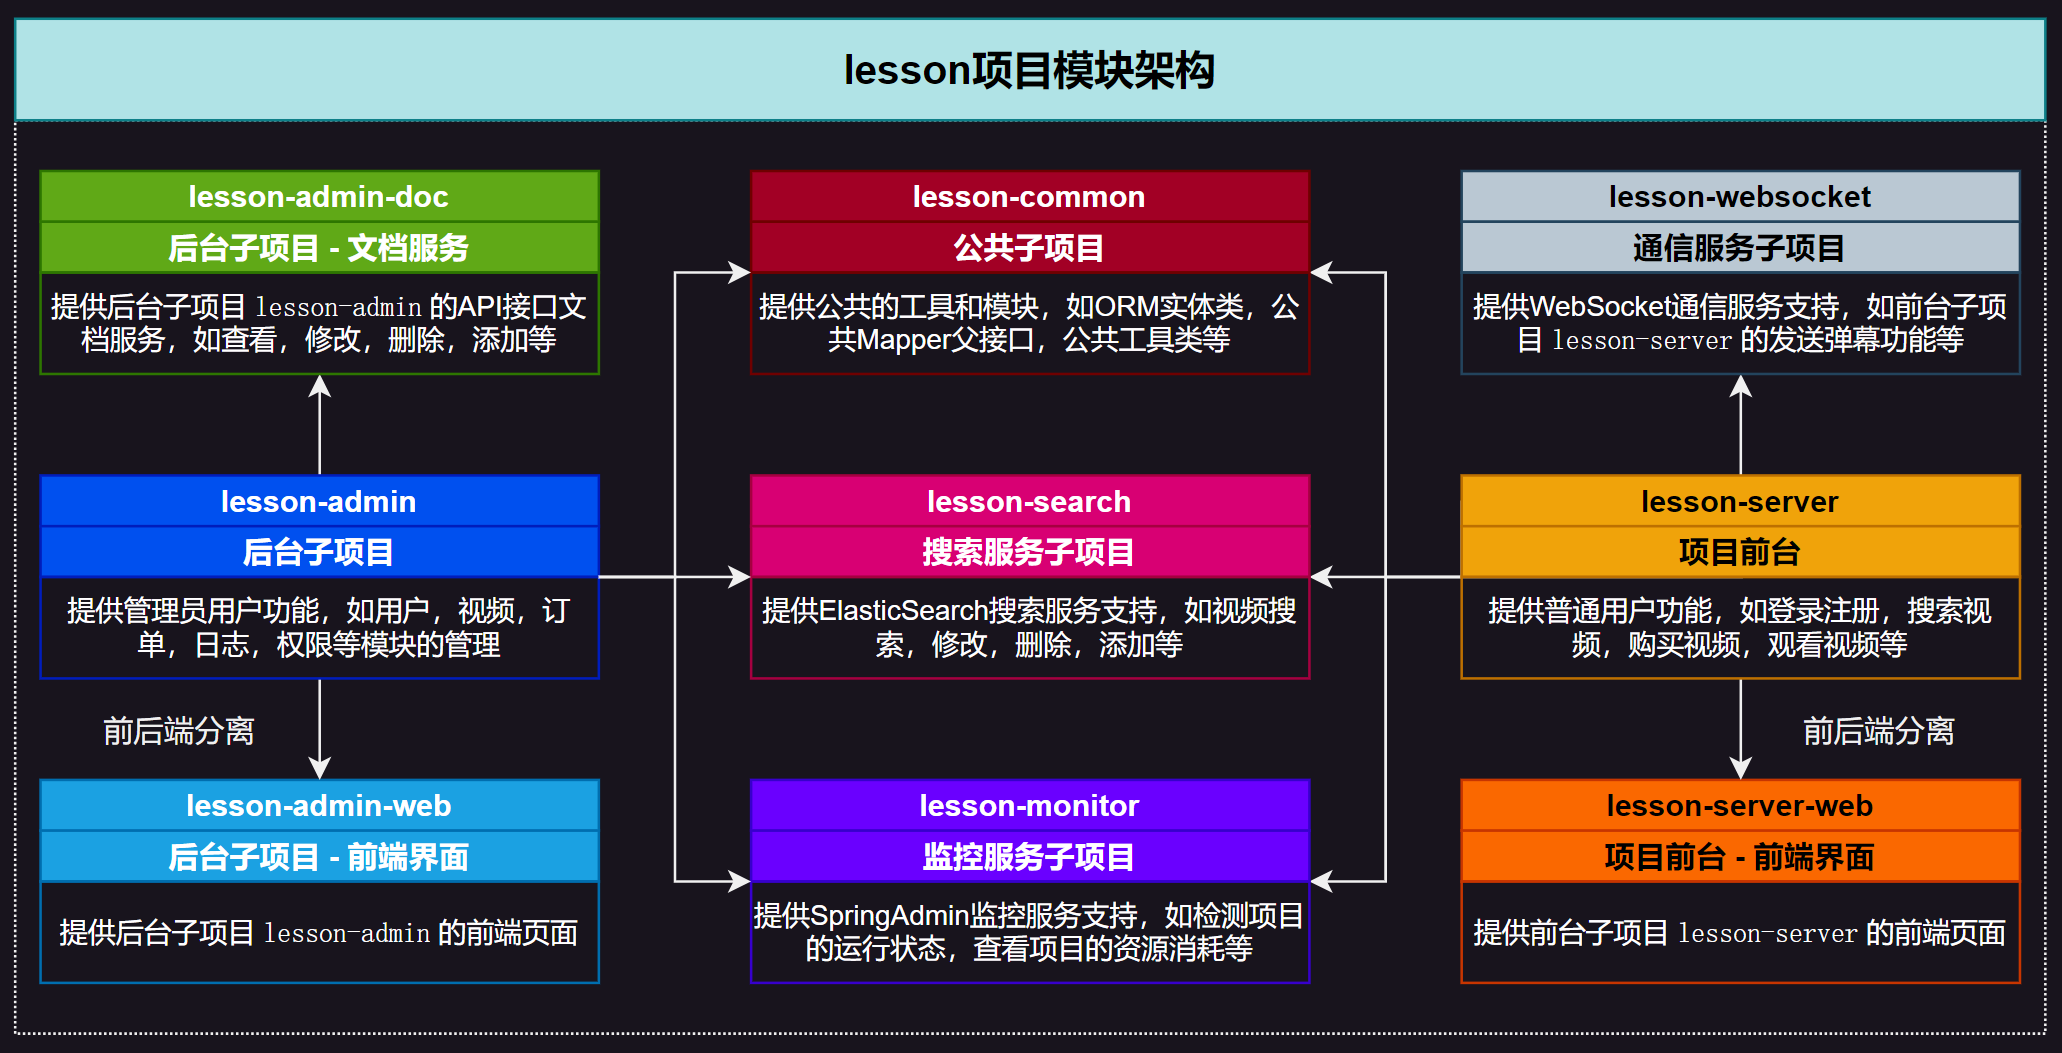 lesson项目模块架构
lesson-admin-doc
后台子项目 - 文档服务
提供后台子项目 lesson-admin 的API接口文
档服务，如查看，修改，删除，添加等
lesson-common
公共子项目
提供公共的工具和模块，如ORM实体类，公
共Mapper父接口，公共工具类等
lesson-websocket
通信服务子项目
提供WebSocket通信服务支持，如前台子项
目 lesson-server 的发送弹幕功能等
lesson-admin
后台子项目
提供管理员用户功能，如用户，视频，订
单，日志，权限等模块的管理
lesson-search
搜索服务子项目
提供ElasticSearch搜索服务支持，如视频搜
索，修改，删除，添加等
lesson-server
项目前台
提供普通用户功能，如登录注册，搜索视
频，购买视频，观看视频等
前后端分离
前后端分离
lesson-admin-web
后台子项目 - 前端界面
提供后台子项目 lesson-admin 的前端页面
lesson-monitor
监控服务子项目
提供SpringAdmin监控服务支持，如检测项目
的运行状态，查看项目的资源消耗等
lesson-server-web
项目前台 - 前端界面
提供前台子项目 lesson-server 的前端页面